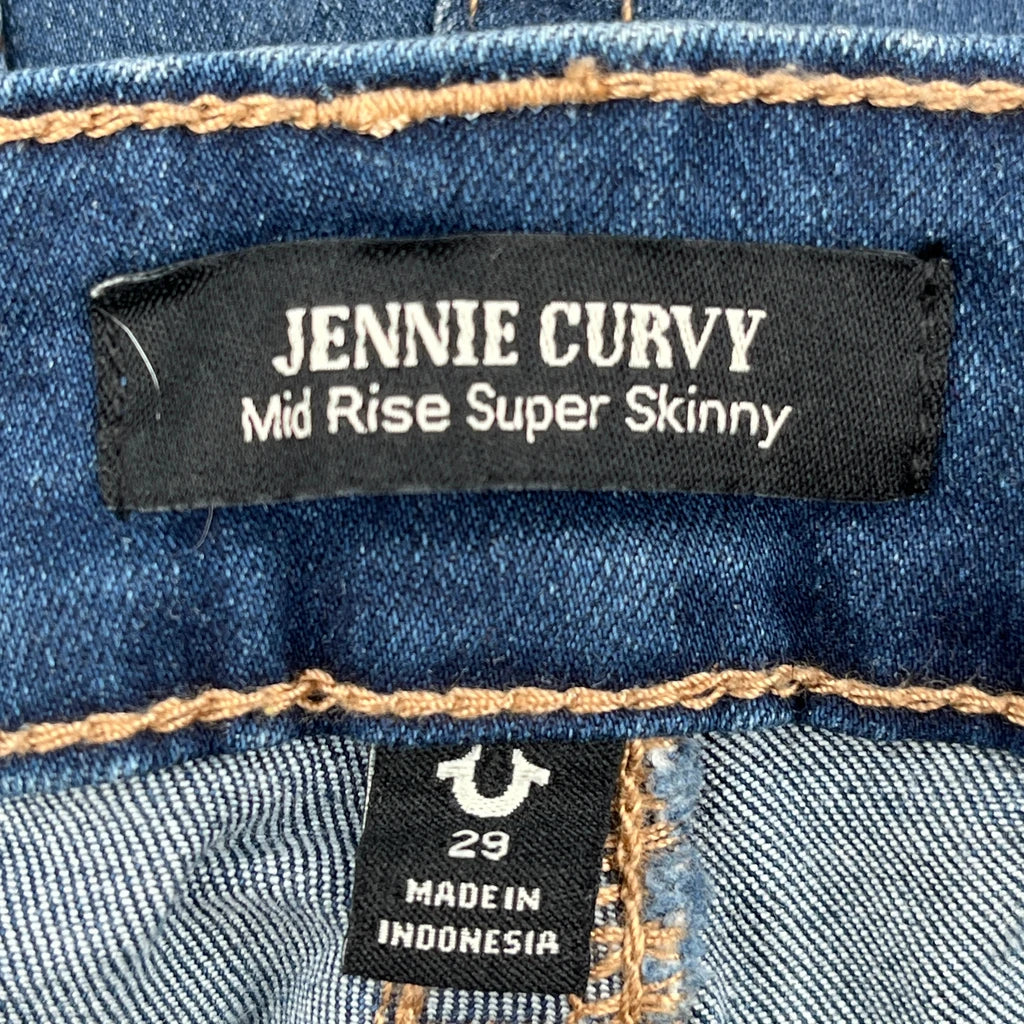 JENNIE CURVY
Mid Rise Super Skinny
29
MADE IN
INDONESIA